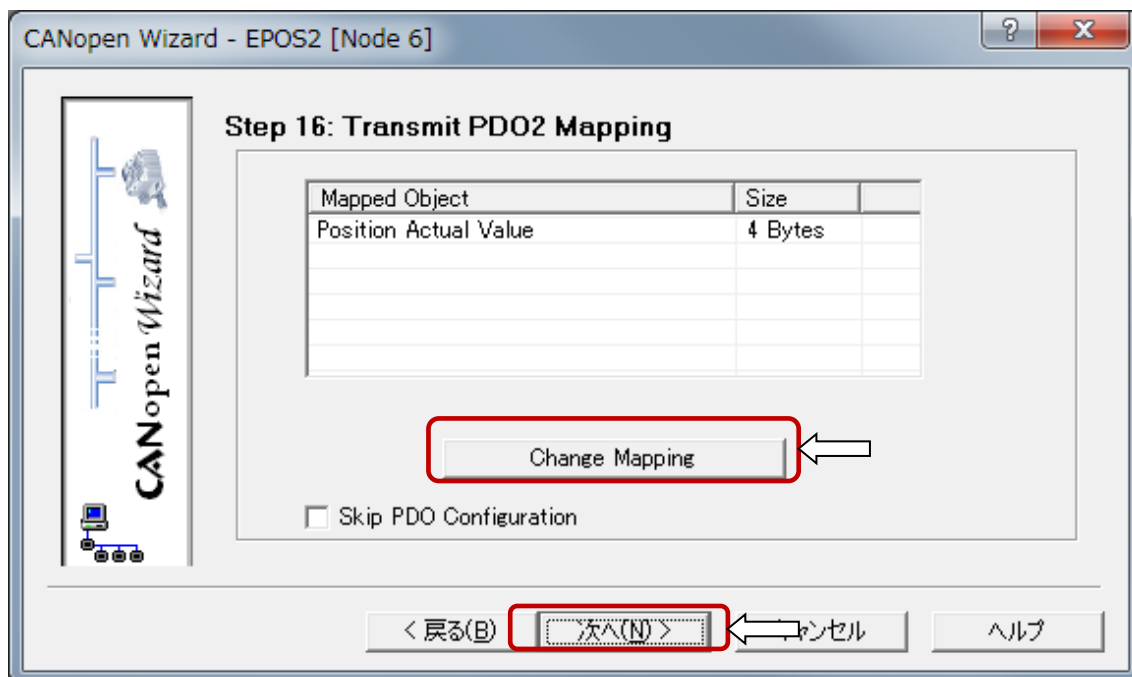 CANopen Wizard - EPOS2 [Node 6]
CANopen Wizard
Step 16: Transmit PDO2 Mapping
Mapped Object Size
Position Actual Value 4 Bytes
Change Mapping
Skip PDO Configuration
< 戻る(B) 次へ(N) > ャンセル ヘルプ